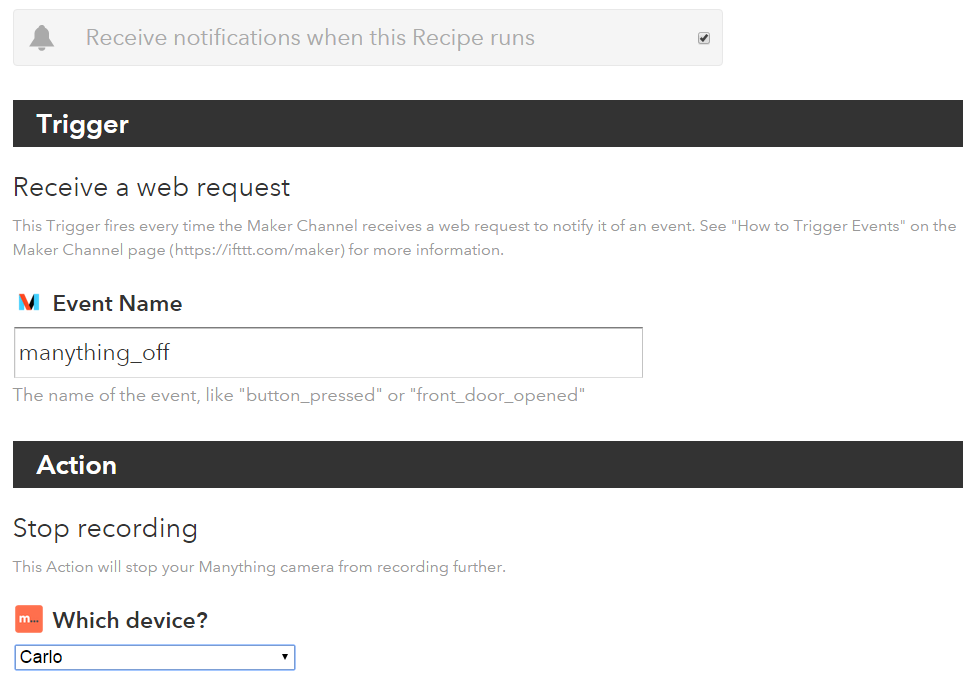 Receive notifications when this Recipe runs
Trigger
Receive a web request
This Trigger fires every time the Maker Channel receives a web request to notify it of an event. See "How to Trigger Events" on the
Maker Channel page (https://ifttt.com/maker) for more information.
Event Name
manything_off
The name of the event, like "button_pressed" or "front_door_opened"
Action
Stop recording
This Action will stop your Manything camera from recording further.
m... Which device?
Carlo